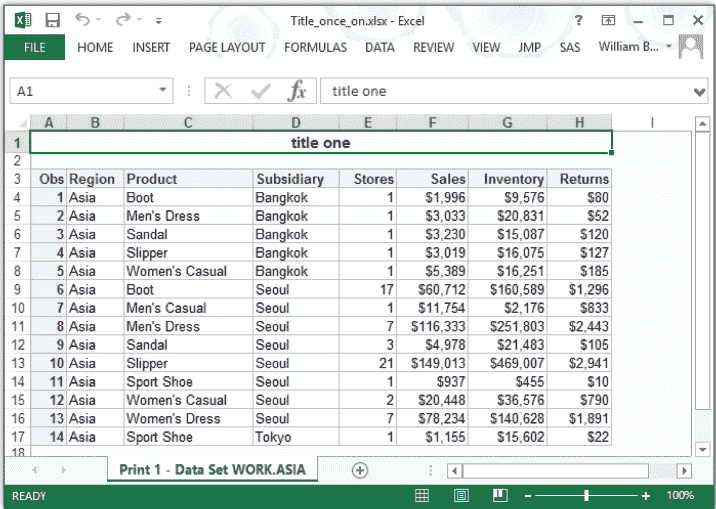 Title_once_on.xlsx - Excel ?
FILE HOME INSERT PAGE LAYOUT FORMULAS DATA REVIEW VIEW JMP SAS William B...
A1 fx title one
A B C D E F G H I
1 title one
2
3 Obs Region Product Subsidiary Stores Sales Inventory Returns
4 1 Asia Boot Bangkok 1 $1,996 $9,576 $80
5 2 Asia Men's Dress Bangkok 1 $3,033 $20,831 $52
6 3 Asia Sandal Bangkok 1 $3,230 $15,087 $120
7 4 Asia Slipper Bangkok 1 $3,019 $16,075 $127
8 5 Asia Women's Casual Bangkok 1 $5,389 $16,251 $185
9 6 Asia Boot Seoul 17 $60,712 $160,589 $1,296
10 7 Asia Men's Casual Seoul 1 $11,754 $2,176 $833
11 8 Asia Men's Dress Seoul 7 $116,333 $251,803 $2,443
12 9 Asia Sandal Seoul 3 $4,978 $21,483 $105
13 10 Asia Slipper Seoul 21 $149,013 $469,007 $2,941
14 11 Asia Sport Shoe Seoul 1 $937 $455 $10
15 12 Asia Women's Casual Seoul 2 $20,448 $36,576 $790
16 13 Asia Women's Dress Seoul 7 $78,234 $140,628 $1,891
17 14 Asia Sport Shoe Tokyo 1 $1,155 $15,602 $22
18
Print 1 - Data Set WORK.ASIA
READY 100%